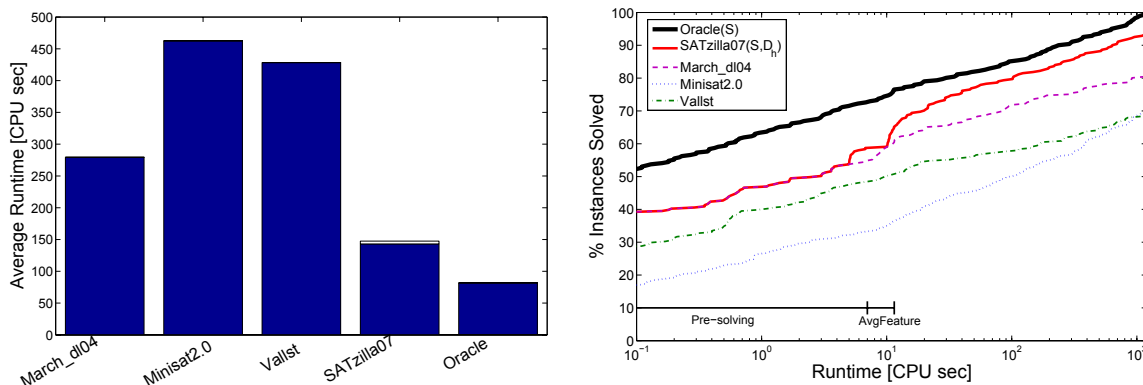 Average Runtime [CPU sec]
500
450
400
350
300
250
200
150
100
50
0
March_dl04
Minisat2.0
Vallst
SATzilla07
Oracle
% Instances Solved
100
90
80
70
60
50
40
30
20
10
0
Oracle(S)
SATzilla07(S,D_h)
March_dl04
Minisat2.0
Vallst
Pre-solving
AvgFeature
10^-1
10^0
10^1
10^2
10^3
Runtime [CPU sec]